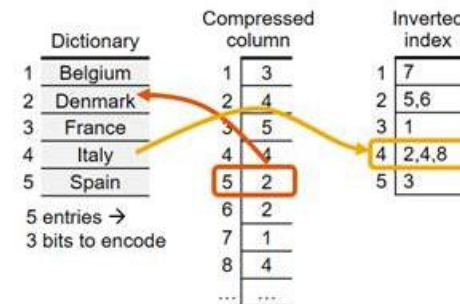 Dictionary
1 Belgium
2 Denmark
3 France
4 Italy
5 Spain
5 entries →
3 bits to encode
Compressed
column
1 3
2 4
3 5
4 4
5 2
6 2
7 1
8 4
... ...
Inverted
index
1 7
2 5,6
3 1
4 2,4,8
5 3